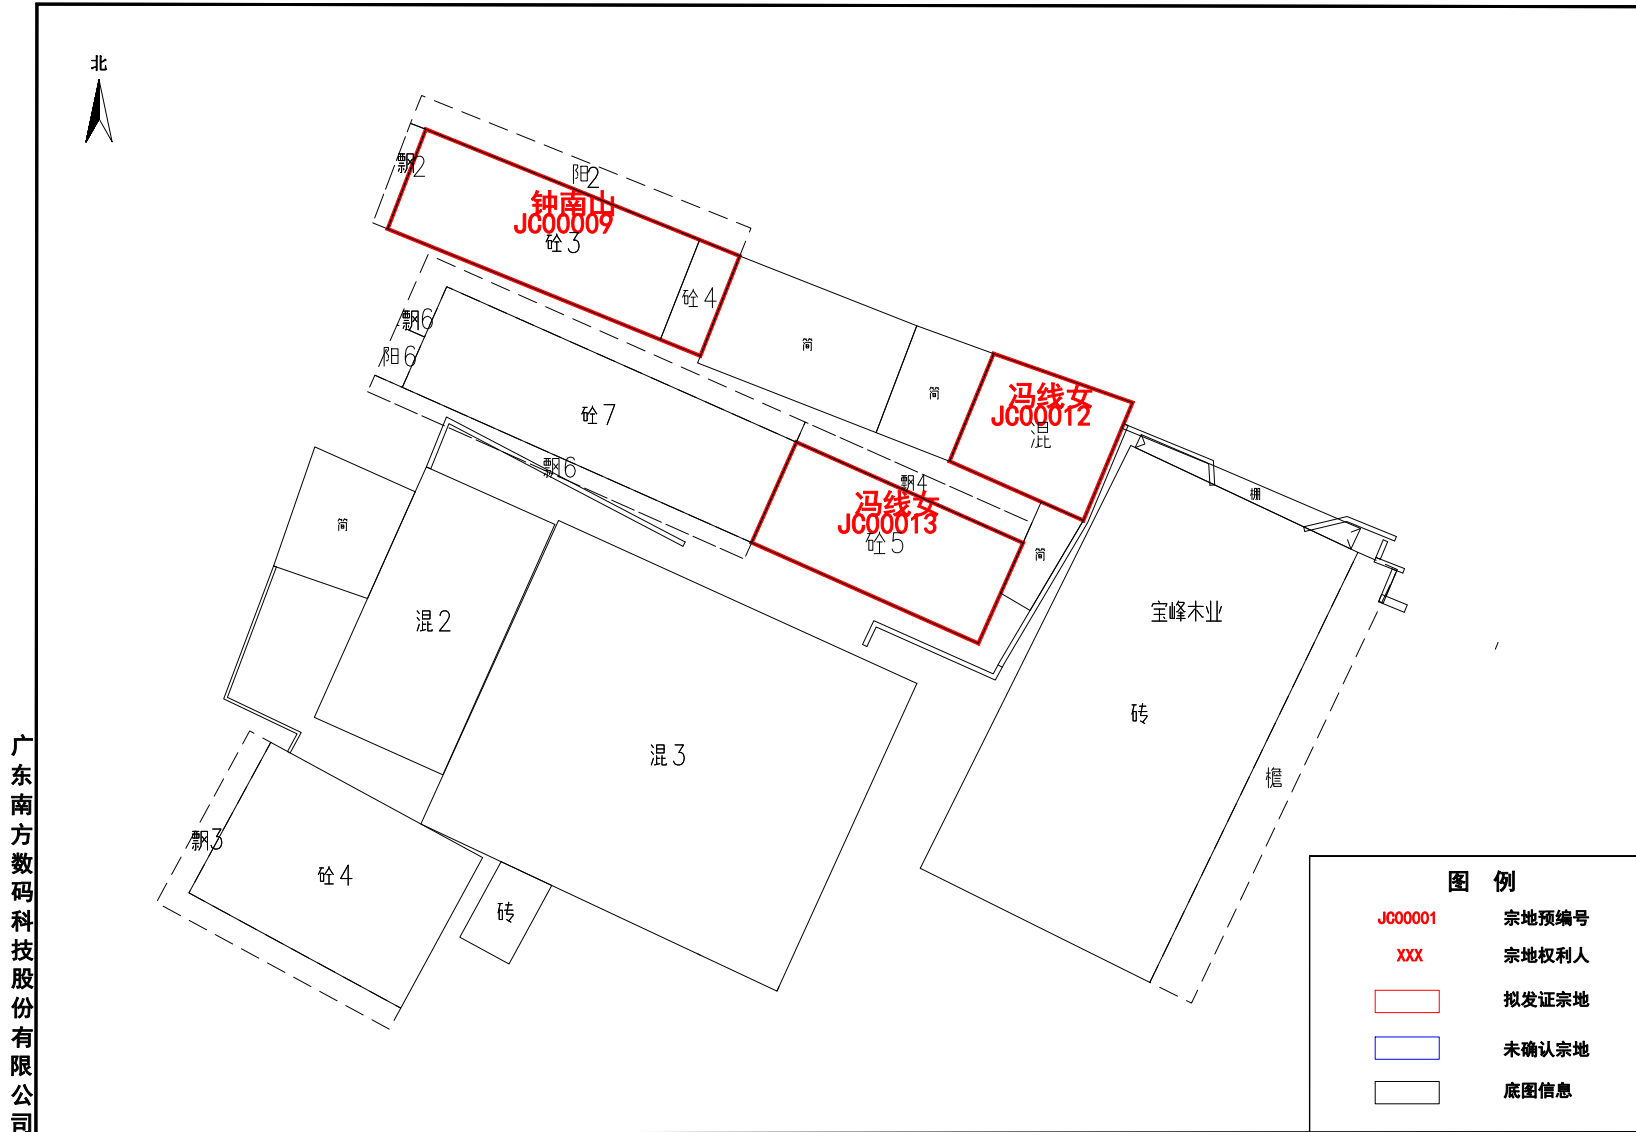 北
飘2
阳2
钟南山
JC00009
砼3
砼4
飘6
阳6
简
简
冯线女
JC00012
混
砼7
飘6
飘4
冯线女
JC00013
砼5
棚
简
简
宝峰木业
混2
砖
混3
檐
飘3
砼4
砖
广东南方数码科技股份有限公司
图 例
JC00001 宗地预编号
XXX 宗地权利人
拟发证宗地
未确认宗地
底图信息